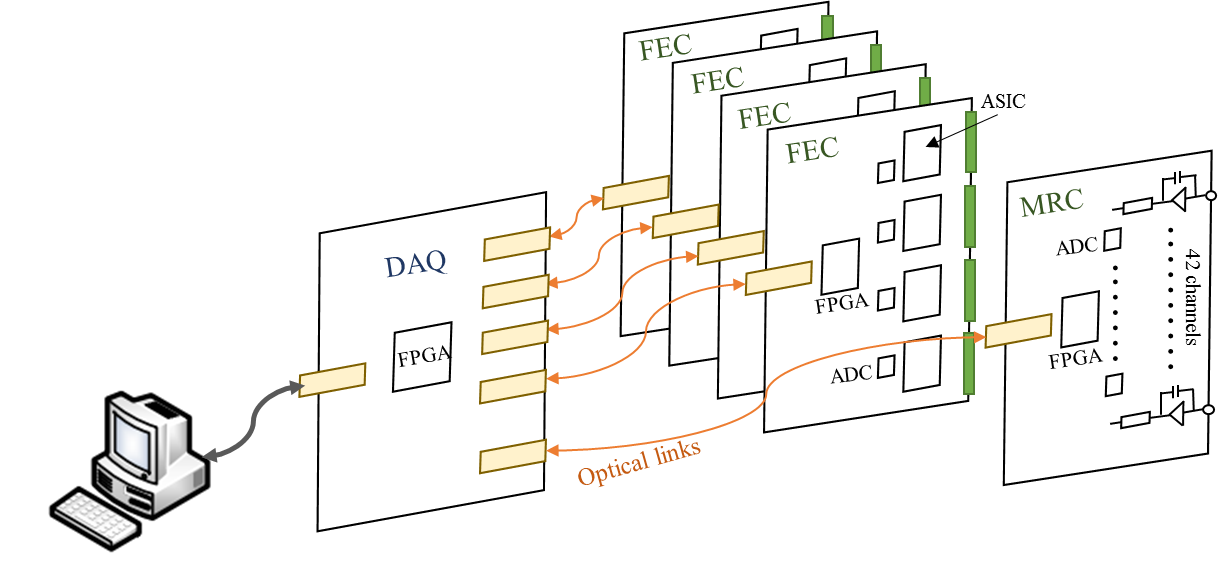 FEC
FEC
FEC
FEC
ASIC
MRC
DAQ
ADC
42 channels
FPGA
FPGA
FPGA
ADC
Optical links